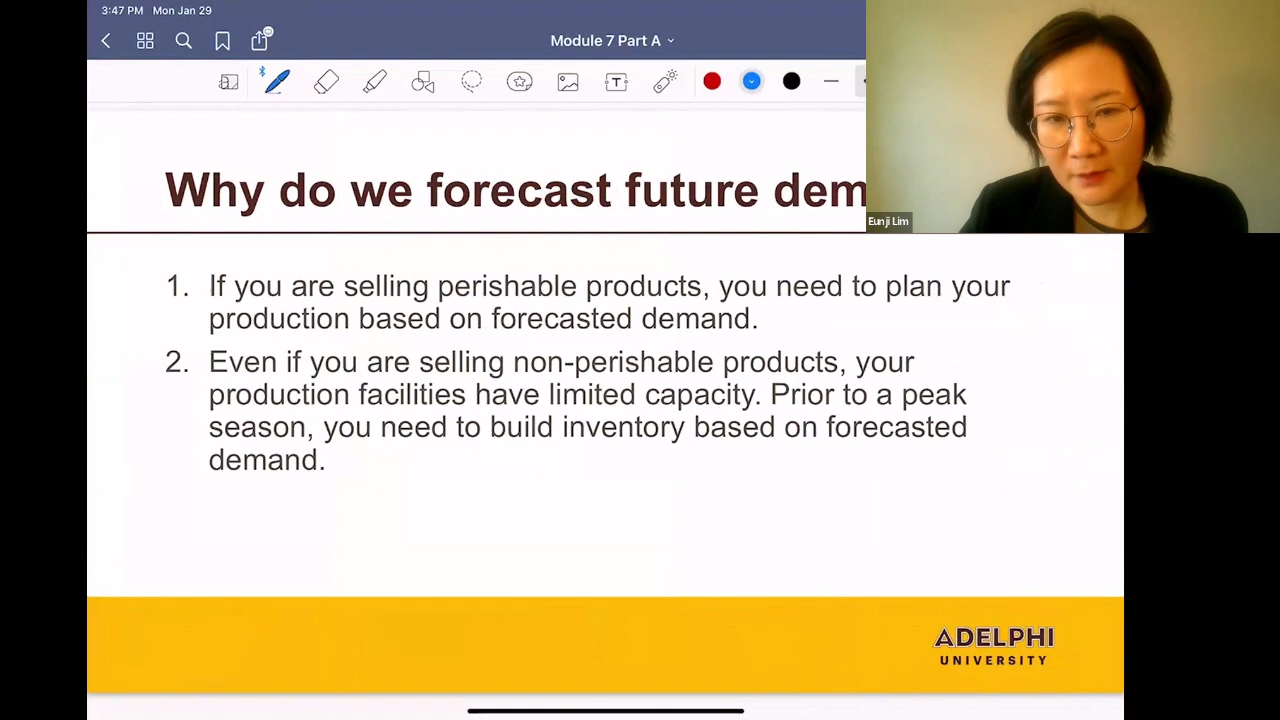 3:47 PM Mon Jan 29
Module 7 Part A
T
Why do we forecast future dem
Eunji Lim
1. If you are selling perishable products, you need to plan your
production based on forecasted demand.
2. Even if you are selling non-perishable products, your
production facilities have limited capacity. Prior to a peak
season, you need to build inventory based on forecasted
demand.
ADELPHI
UNIVERSITY